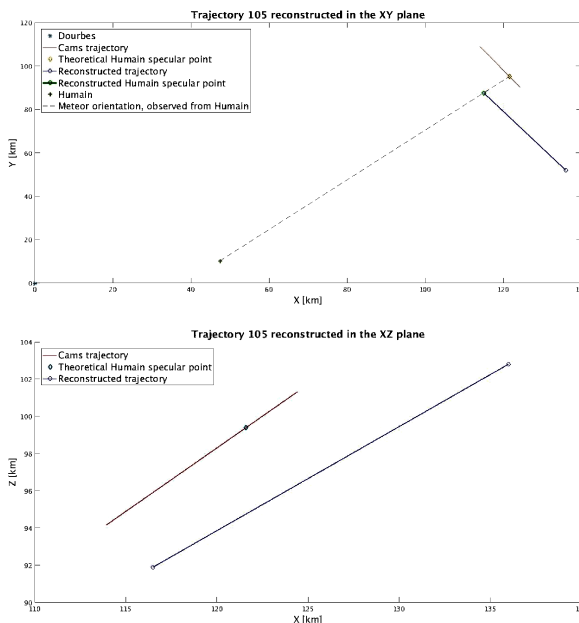 Trajectory 105 reconstructed in the XY plane
120
100
80
60
40
20
0
Y [km]
Dourbes
Cams trajectory
Theoretical Humain specular point
Reconstructed trajectory
Reconstructed Humain specular point
Humain
Meteor orientation, observed from Humain
0 20 40 60 80 100 120
X [km]
Trajectory 105 reconstructed in the XZ plane
104
102
100
98
96
94
92
90
Z [km]
Cams trajectory
Theoretical Humain specular point
Reconstructed trajectory
110 115 120 125 130 135
X [km]